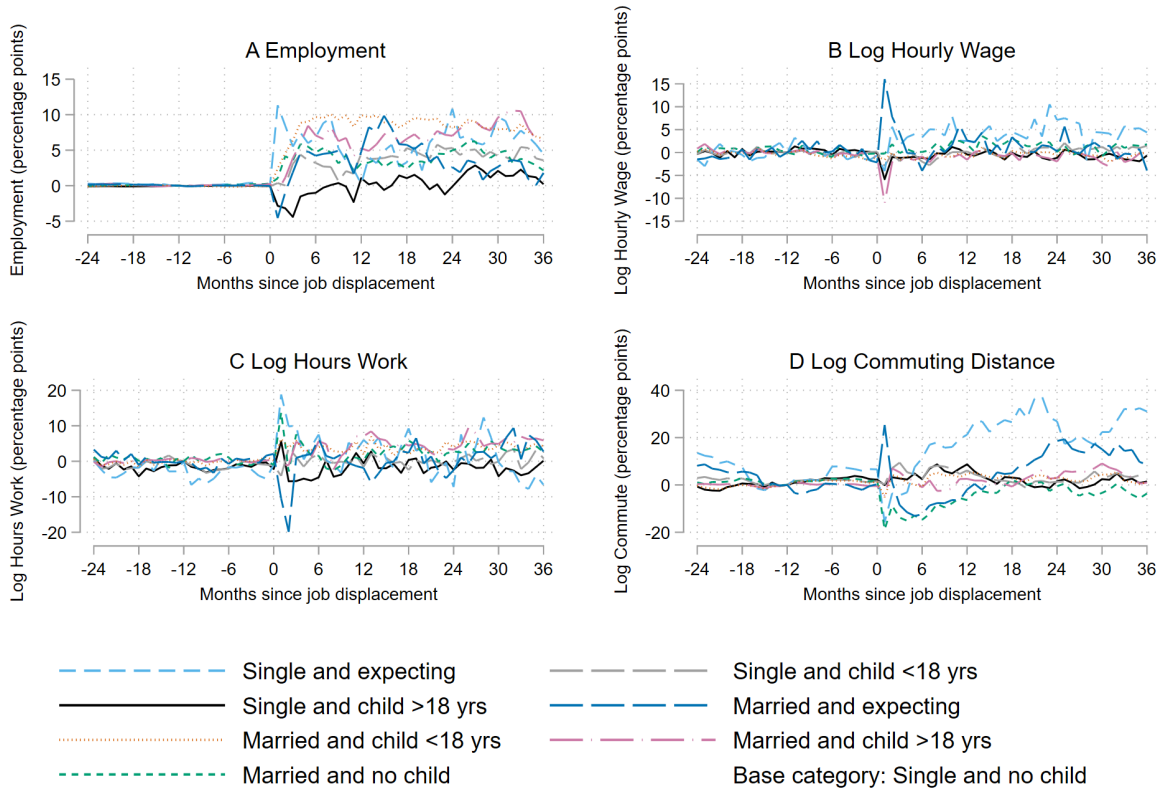 A Employment
Employment (percentage points)
15
10
5
0
-5
-24 -18 -12 -6 0 6 12 18 24 30 36
Months since job displacement
B Log Hourly Wage
Log Hourly Wage (percentage points)
15
10
5
0
-5
-10
-15
-24 -18 -12 -6 0 6 12 18 24 30 36
Months since job displacement
C Log Hours Work
Log Hours Work (percentage points)
20
10
0
-10
-20
-24 -18 -12 -6 0 6 12 18 24 30 36
Months since job displacement
D Log Commuting Distance
Log Commute (percentage points)
40
20
0
-20
-24 -18 -12 -6 0 6 12 18 24 30 36
Months since job displacement
Single and expecting
Single and child <18 yrs
Single and child >18 yrs
Married and expecting
Married and child <18 yrs
Married and child >18 yrs
Married and no child
Base category: Single and no child